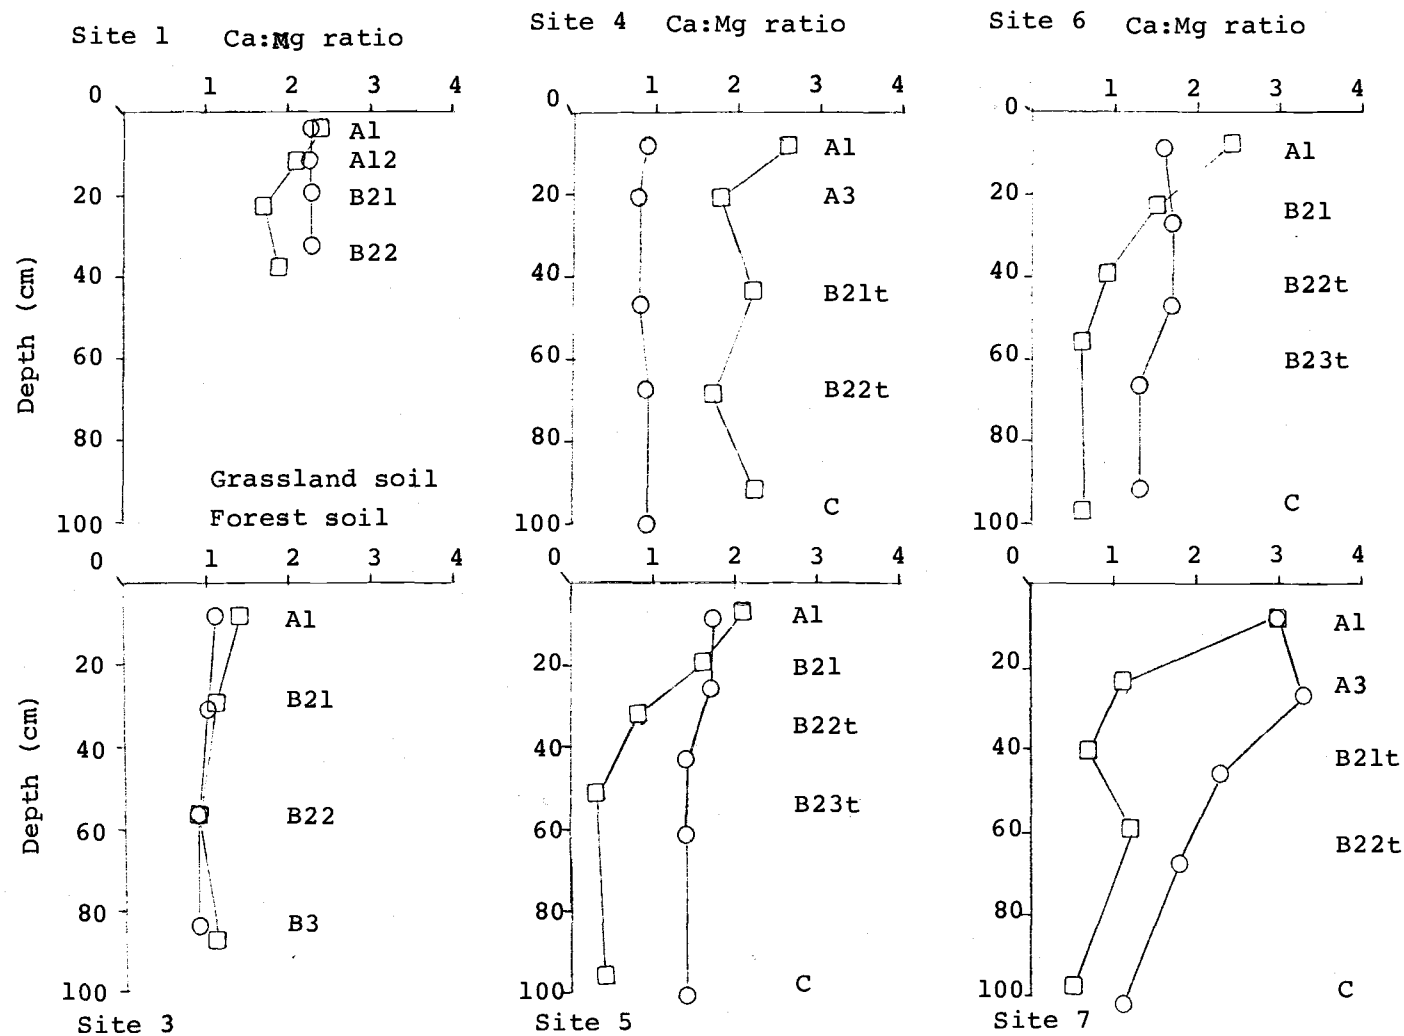 Site 1 Ca:Mg ratio
0 1 2 3 4
A1
A12
20 B21
B22
40
60
80
Grassland soil
Forest soil
100
Depth (cm)
Site 4 Ca:Mg ratio
0 1 2 3 4
A1
20 A3
40 B21t
60
B22t
80
100 C
Site 6 Ca:Mg ratio
0 1 2 3 4
A1
20 B21
40 B22t
60 B23t
80
100 C
0 1 2 3 4
A1
20
B21
40
B22
60
80 B3
100
Depth (cm)
Site 3
0 1 2 3 4
A1
20 B21
B22t
40
B23t
60
80
100 C
Site 5
0 1 2 3 4
A1
20 A3
40 B21t
60 B22t
80
100 C
Site 7